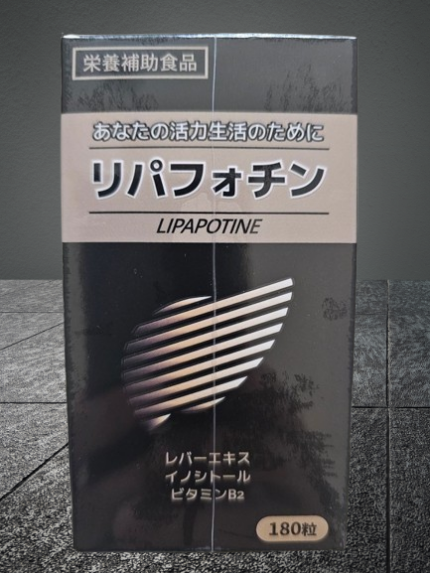 栄養補助食品
あなたの活力生活のために
リパフォチン
LIPAPOTINE
レバーエキス
イノシトール
ビタミンB2
180粒